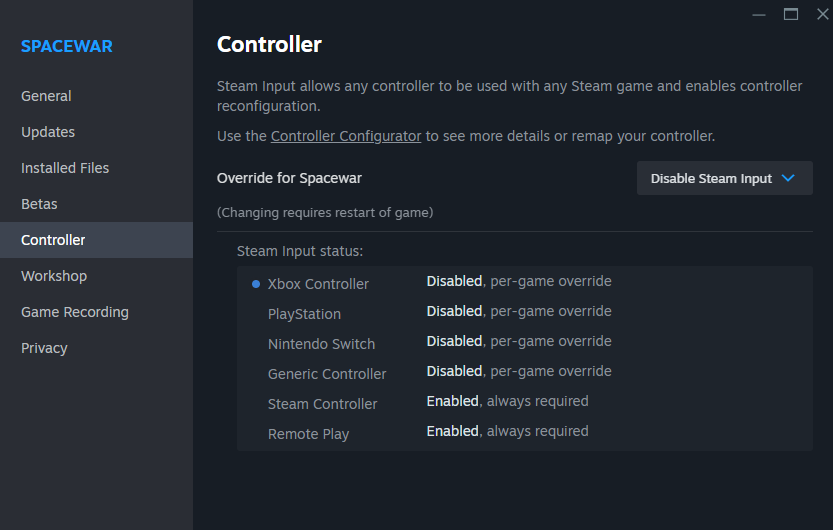 SPACEWAR
General
Updates
Installed Files
Betas
Controller
Workshop
Game Recording
Privacy
Controller
Steam Input allows any controller to be used with any Steam game and enables controller
reconfiguration.
Use the Controller Configurator to see more details or remap your controller.
Override for Spacewar
Disable Steam Input
(Changing requires restart of game)
Steam Input status:
Xbox Controller Disabled, per-game override
PlayStation Disabled, per-game override
Nintendo Switch Disabled, per-game override
Generic Controller Disabled, per-game override
Steam Controller Enabled, always required
Remote Play Enabled, always required